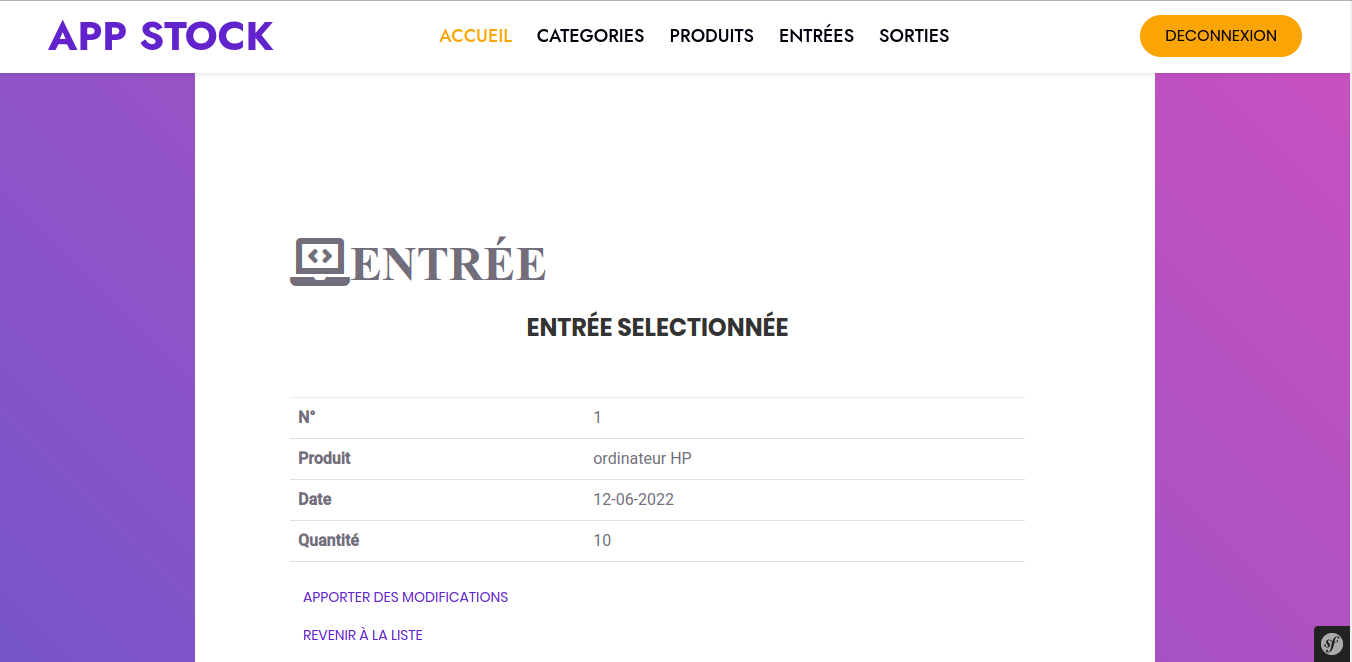 APP STOCK ACCUEIL CATEGORIES PRODUITS ENTRÉES SORTIES DECONNEXION
ENTRÉE
ENTRÉE SELECTIONNÉE
N° 1
Produit ordinateur HP
Date 12-06-2022
Quantité 10
APPORTER DES MODIFICATIONS
REVENIR À LA LISTE
sf